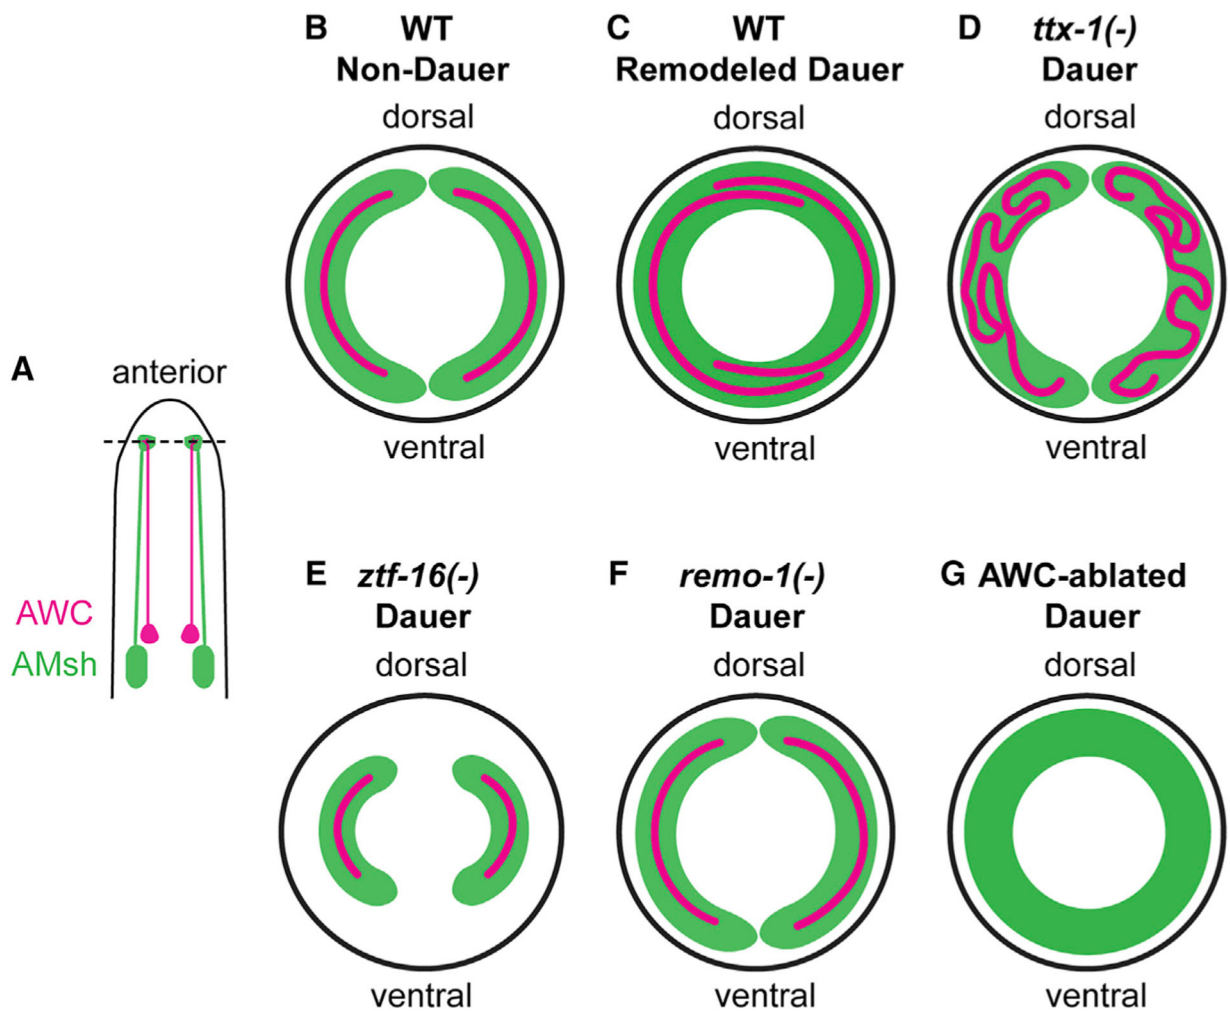 A
anterior
AWC
AMsh
B
WT
Non-Dauer
dorsal
ventral
C
WT
Remodeled Dauer
dorsal
ventral
D
ttx-1(-)
Dauer
dorsal
ventral
E
ztf-16(-)
Dauer
dorsal
ventral
F
remo-1(-)
Dauer
dorsal
ventral
G
AWC-ablated
Dauer
dorsal
ventral